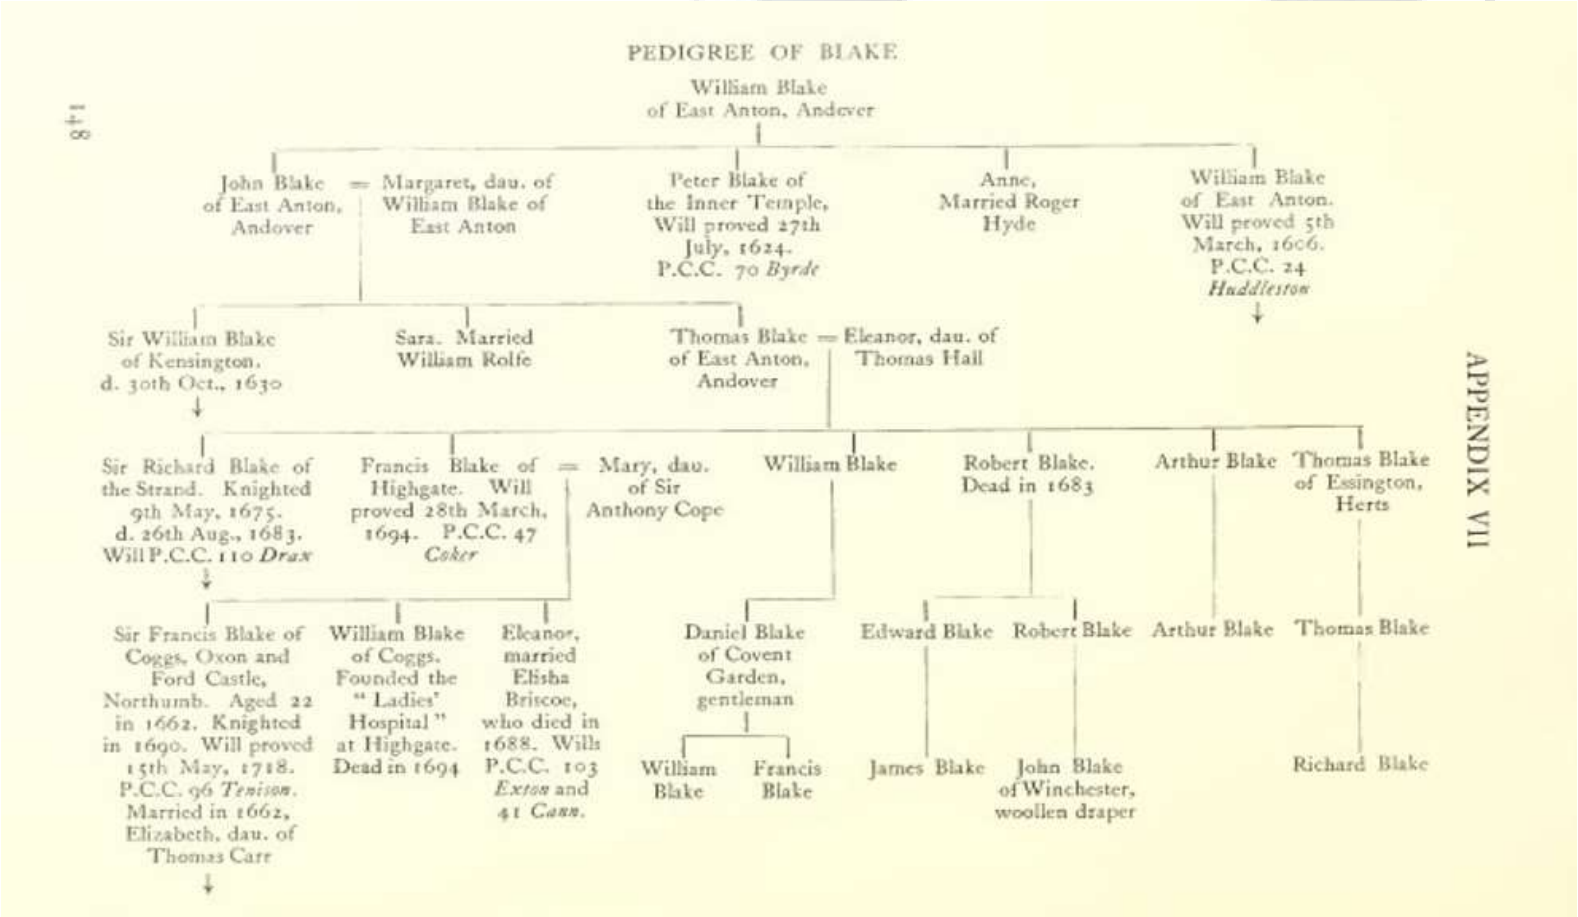 PEDIGREE OF BLAKE
William Blake
of East Anton, Andover
148
John Blake
of East Anton,
Andover
=
Margaret, dau. of
William Blake of
East Anton
Peter Blake of
the Inner Temple,
Will proved 27th
July, 1624.
P.C.C. 70 Byrde
Anne,
Married Roger
Hyde
William Blake
of East Anton.
Will proved 5th
March, 1606.
P.C.C. 24
Huddleston
Sir William Blake
of Kensington.
d. 30th Oct., 1630
Sara. Married
William Rolfe
Thomas Blake
of East Anton,
Andover
=
Eleanor, dau. of
Thomas Hall
APPENDIX VII
Sir Richard Blake of
the Strand. Knighted
9th May, 1675.
d. 26th Aug., 1683.
Will P.C.C. 110 Drax
Francis Blake of
Highgate. Will
proved 28th March,
1694. P.C.C. 47
Coker
=
Mary, dau.
of Sir
Anthony Cope
William Blake
Robert Blake.
Dead in 1683
Arthur Blake
Thomas Blake
of Essington,
Herts
Sir Francis Blake of
Coggs, Oxon and
Ford Castle,
Northumb. Aged 22
in 1662. Knighted
in 1690. Will proved
15th May, 1718.
P.C.C. 96 Tenison.
Married in 1662,
Elizabeth, dau. of
Thomas Carr
William Blake
of Coggs.
Founded the
“ Ladies’
Hospital ”
at Highgate.
Dead in 1694
Eleanor,
married
Elisha
Briscoe,
who died in
1688. Wills
P.C.C. 103
Exton and
41 Cann.
Daniel Blake
of Covent
Garden,
gentleman
Edward Blake
Robert Blake
Arthur Blake
Thomas Blake
William
Blake
Francis
Blake
James Blake
John Blake
of Winchester,
woollen draper
Richard Blake